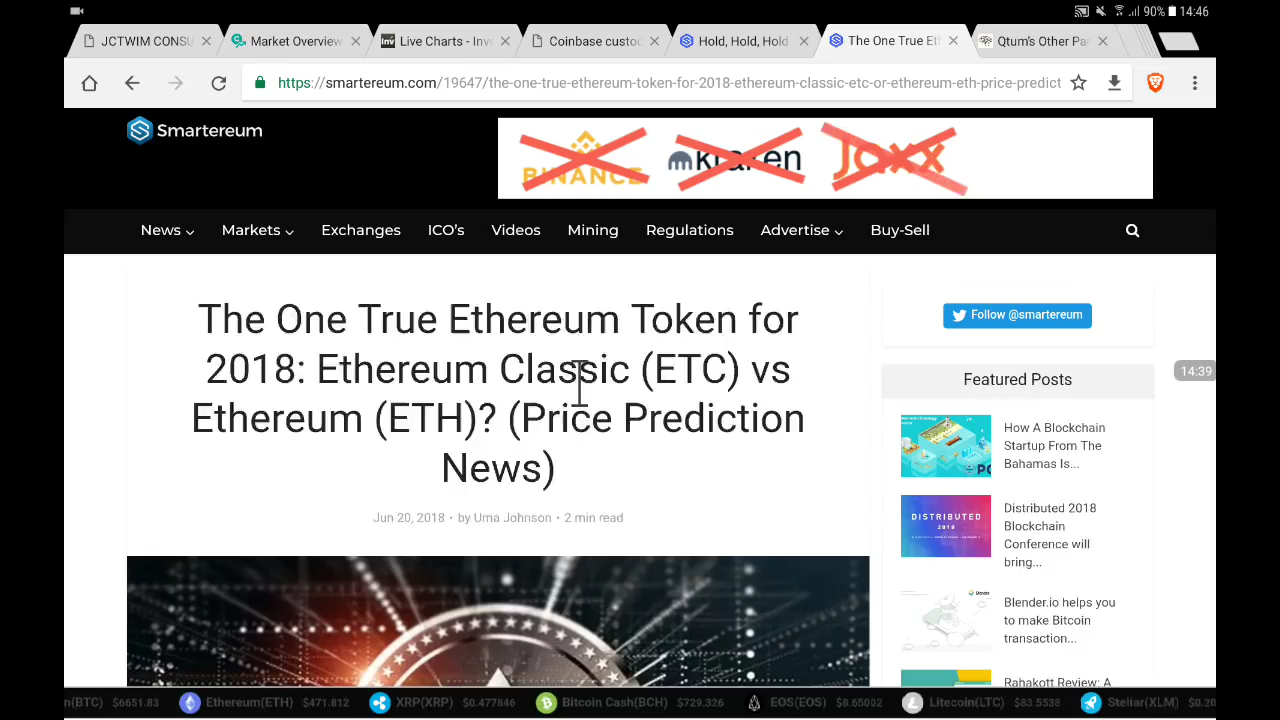 90% 14:46
JCTWIM CONSU
Market Overview
Live Charts - Inv
Coinbase custod
Hold, Hold, Hold
The One True Eth
Qtum's Other Pa
https://smartereum.com/19647/the-one-true-ethereum-token-for-2018-ethereum-classic-etc-or-ethereum-eth-price-predict
Smartereum
BINANCE kraken Jaxx
News Markets Exchanges ICO's Videos Mining Regulations Advertise Buy-Sell
The One True Ethereum Token for
2018: Ethereum Classic (ETC) vs
Ethereum (ETH)? (Price Prediction
News)
Jun 20, 2018 • by Uma Johnson • 2 min read
Follow @smartereum
14:39
Featured Posts
How A Blockchain
Startup From The
Bahamas Is...
DISTRIBUTED
2018
Distributed 2018
Blockchain
Conference will
bring...
Blender
Blender.io helps you
to make Bitcoin
transaction...
Rahakott Review: A
n(BTC) $6651.83 Ethereum(ETH) $471.812 XRP(XRP) $0.477846 Bitcoin Cash(BCH) $729.326 EOS(EOS) $8.65002 Litecoin(LTC) $83.5538 Stellar(XLM) $0.20